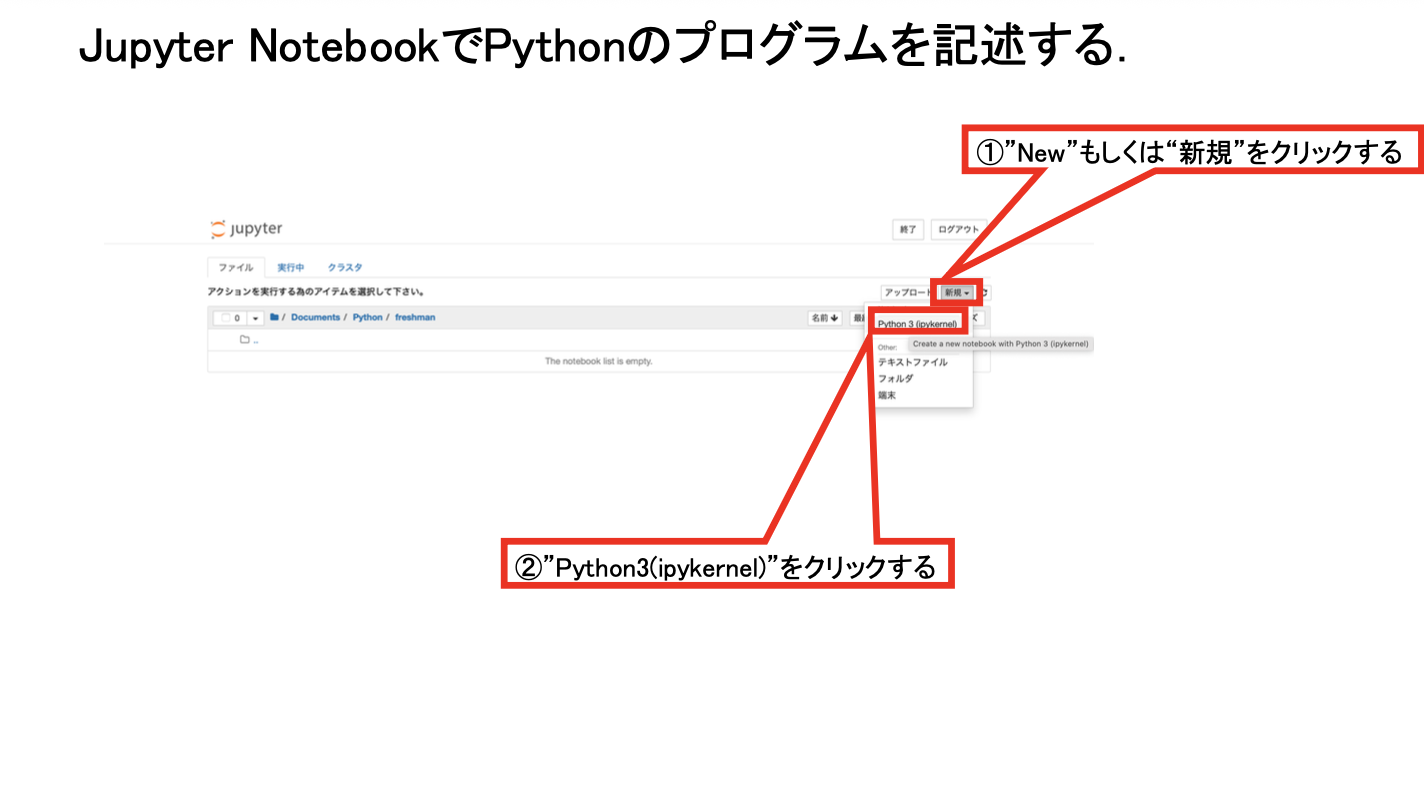 Jupyter NotebookでPythonのプログラムを記述する.
①”New”もしくは“新規”をクリックする
jupyter
終了 ログアウト
ファイル 実行中 クラスタ
アクションを実行する為のアイテムを選択して下さい。
アップロード 新規
0 / Documents / Python / freshman 名前
Python 3 (ipykernel)
..
Other:
Create a new notebook with Python 3 (ipykernel)
The notebook list is empty.
テキストファイル
フォルダ
端末
②”Python3(ipykernel)”をクリックする